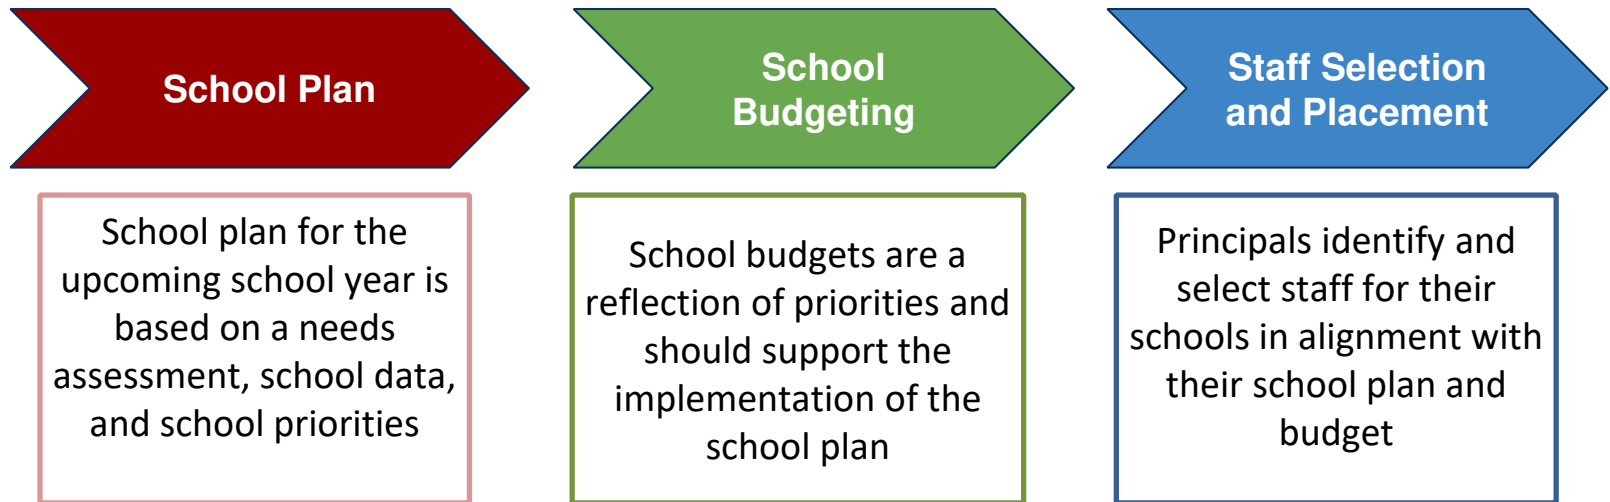 School Plan
School
Budgeting
Staff Selection
and Placement
School plan for the
upcoming school year is
based on a needs
assessment, school data,
and school priorities
School budgets are a
reflection of priorities and
should support the
implementation of the
school plan
Principals identify and
select staff for their
schools in alignment with
their school plan and
budget